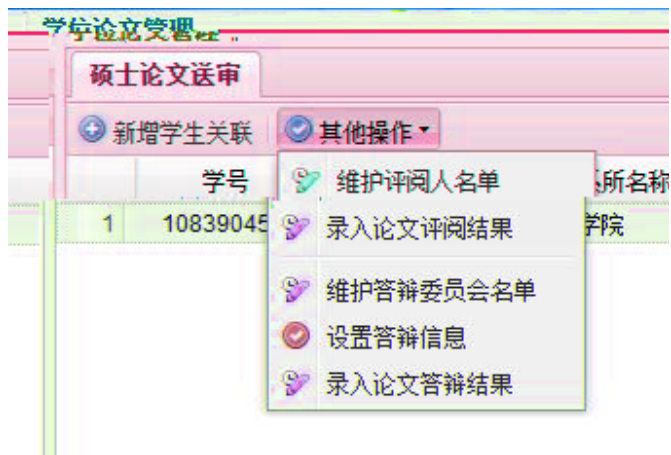 学位论文管理
硕士论文送审
新增学生关联 其他操作
学号 所名称
维护评阅人名单
1 10839045 学院
录入论文评阅结果
维护答辩委员会名单
设置答辩信息
录入论文答辩结果